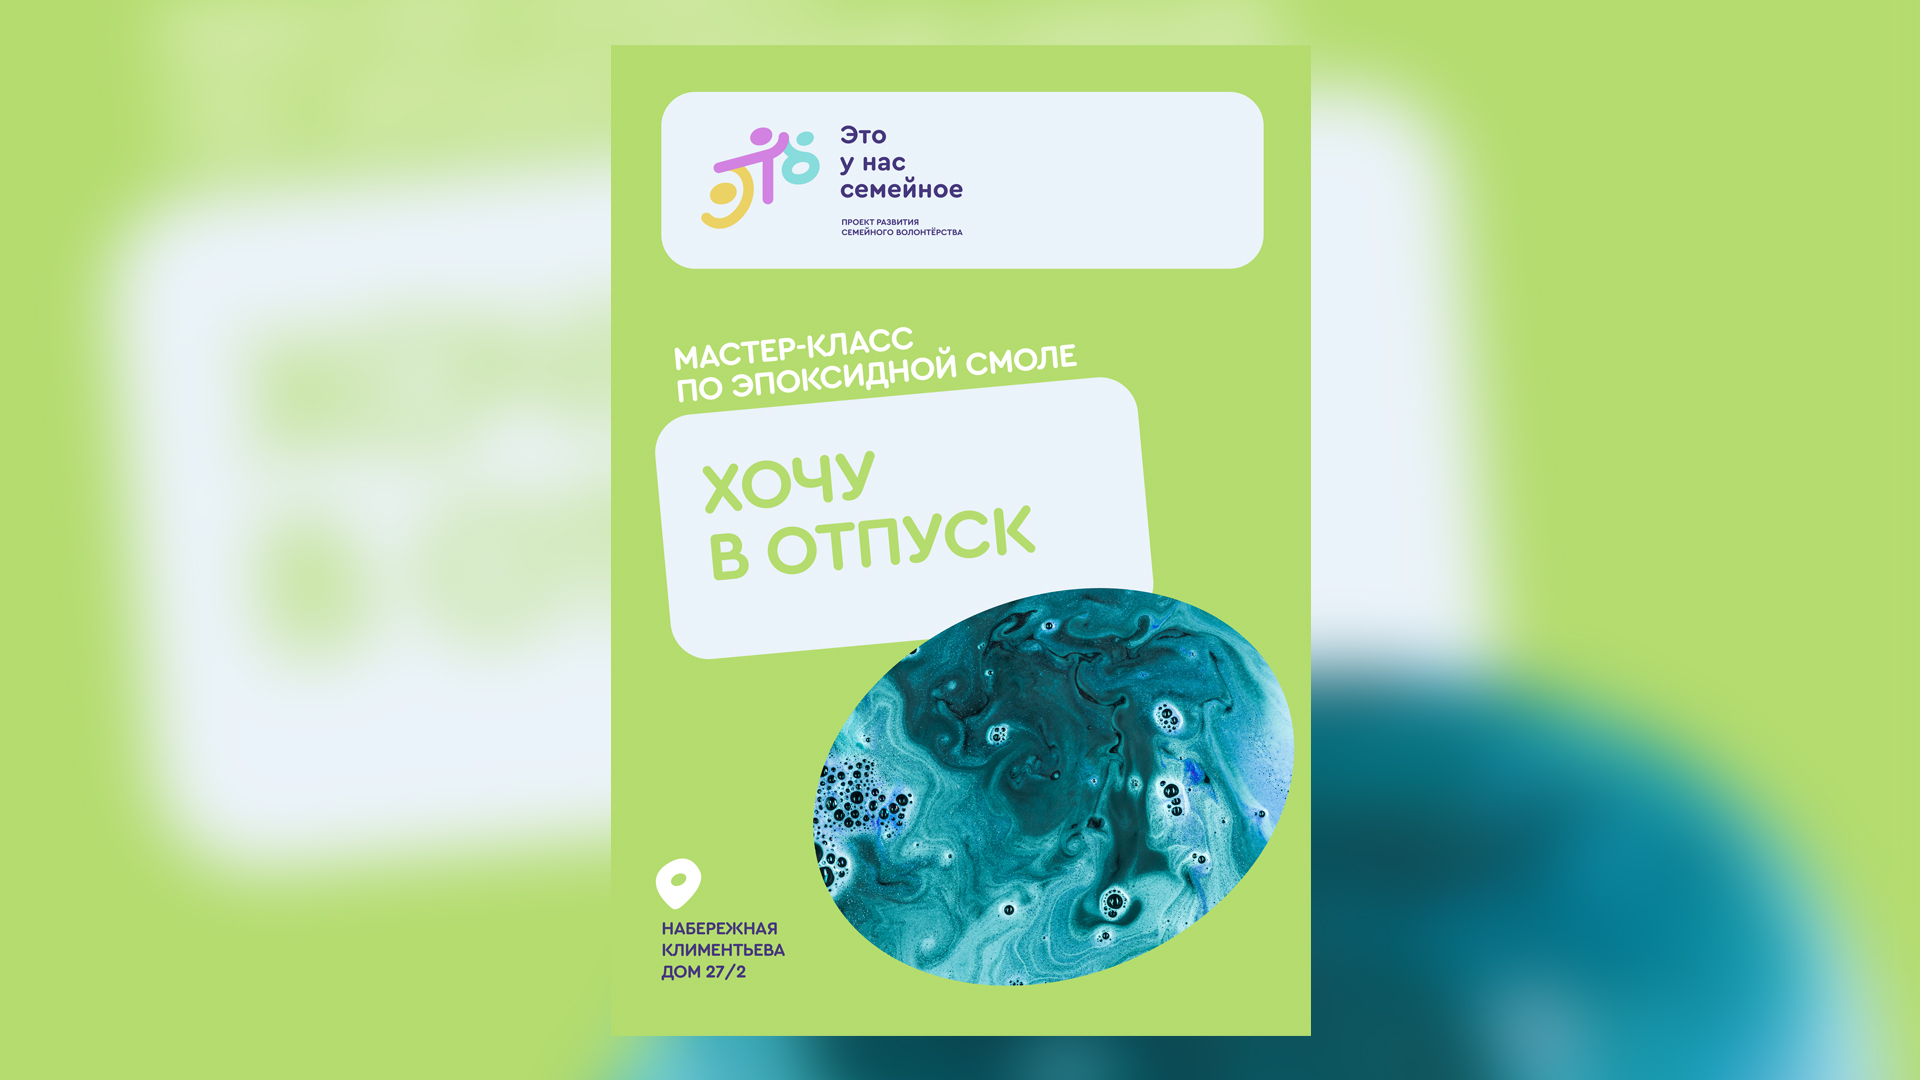 ЭТО
Это
у нас
семейное
ПРОЕКТ РАЗВИТИЯ
СЕМЕЙНОГО ВОЛОНТЁРСТВА
МАСТЕР-КЛАСС
ПО ЭПОКСИДНОЙ СМОЛЕ
ХОЧУ
В ОТПУСК
НАБЕРЕЖНАЯ
КЛИМЕНТЬЕВА
ДОМ 27/2